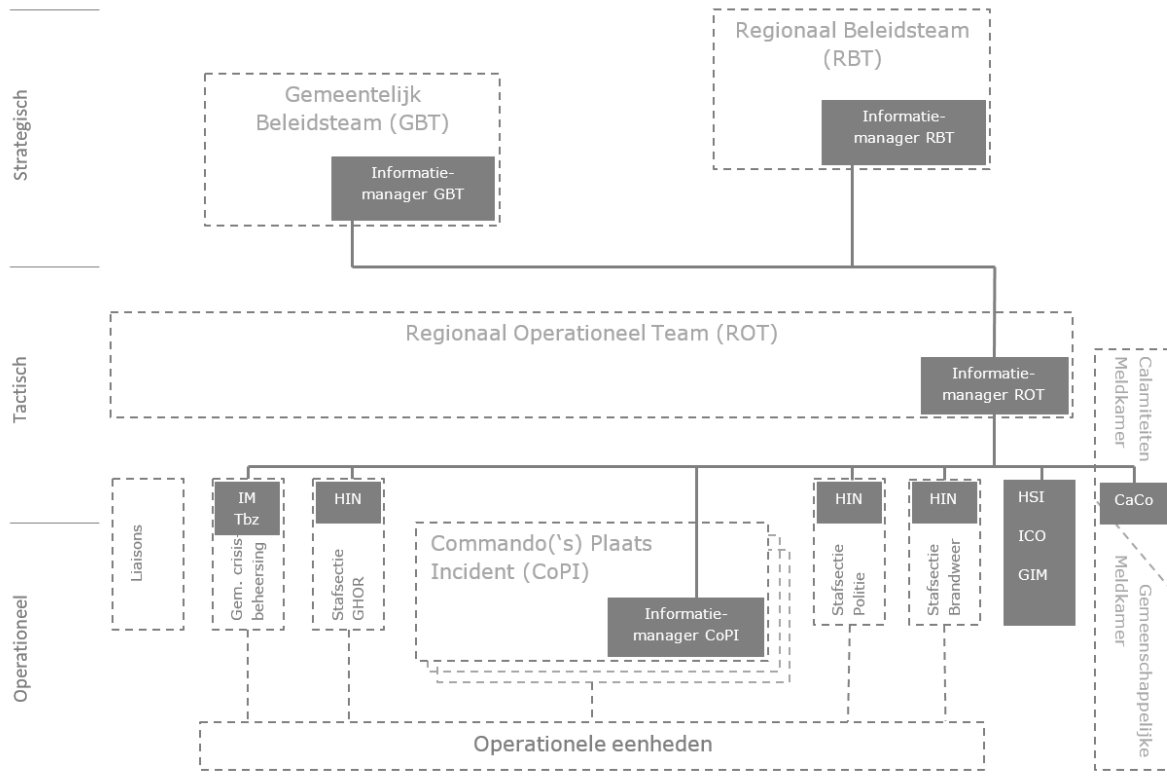 Strategisch
Regionaal Beleidsteam
(RBT)
Informatie-
manager RBT
Gemeentelijk
Beleidsteam (GBT)
Informatie-
manager GBT
Tactisch
Regionaal Operationeel Team (ROT)
Informatie-
manager ROT
Calamiteiten
Meldkamer
Operationeel
Liaisons
IM
Tbz
Gem. crisis-
beheersing
HIN
Stafsectie
GHOR
Commando(‘s) Plaats
Incident (CoPI)
Informatie-
manager CoPI
HIN
Stafsectie
Politie
HIN
Stafsectie
Brandweer
HSI
ICO
GIM
CaCo
Gemeenschappelijke
Meldkamer
Operationele eenheden